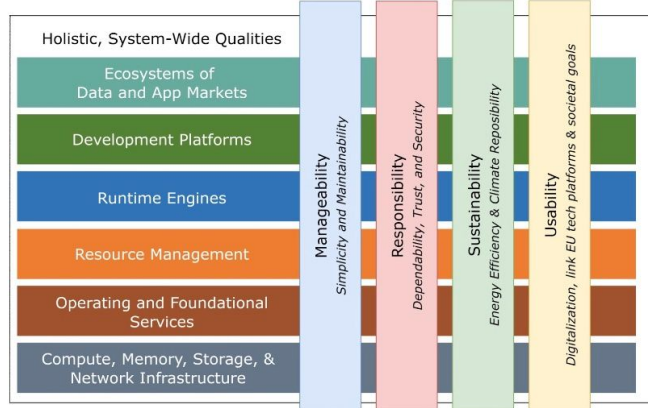 Holistic, System-Wide Qualities
Ecosystems of
Data and App Markets
Development Platforms
Runtime Engines
Resource Management
Operating and Foundational
Services
Compute, Memory, Storage, &
Network Infrastructure
Manageability
Simplicity and Maintainability
Responsibility
Dependability, Trust, and Security
Sustainability
Energy Efficiency & Climate Reposibility
Usability
Digitalization, link EU tech platforms & societal goals